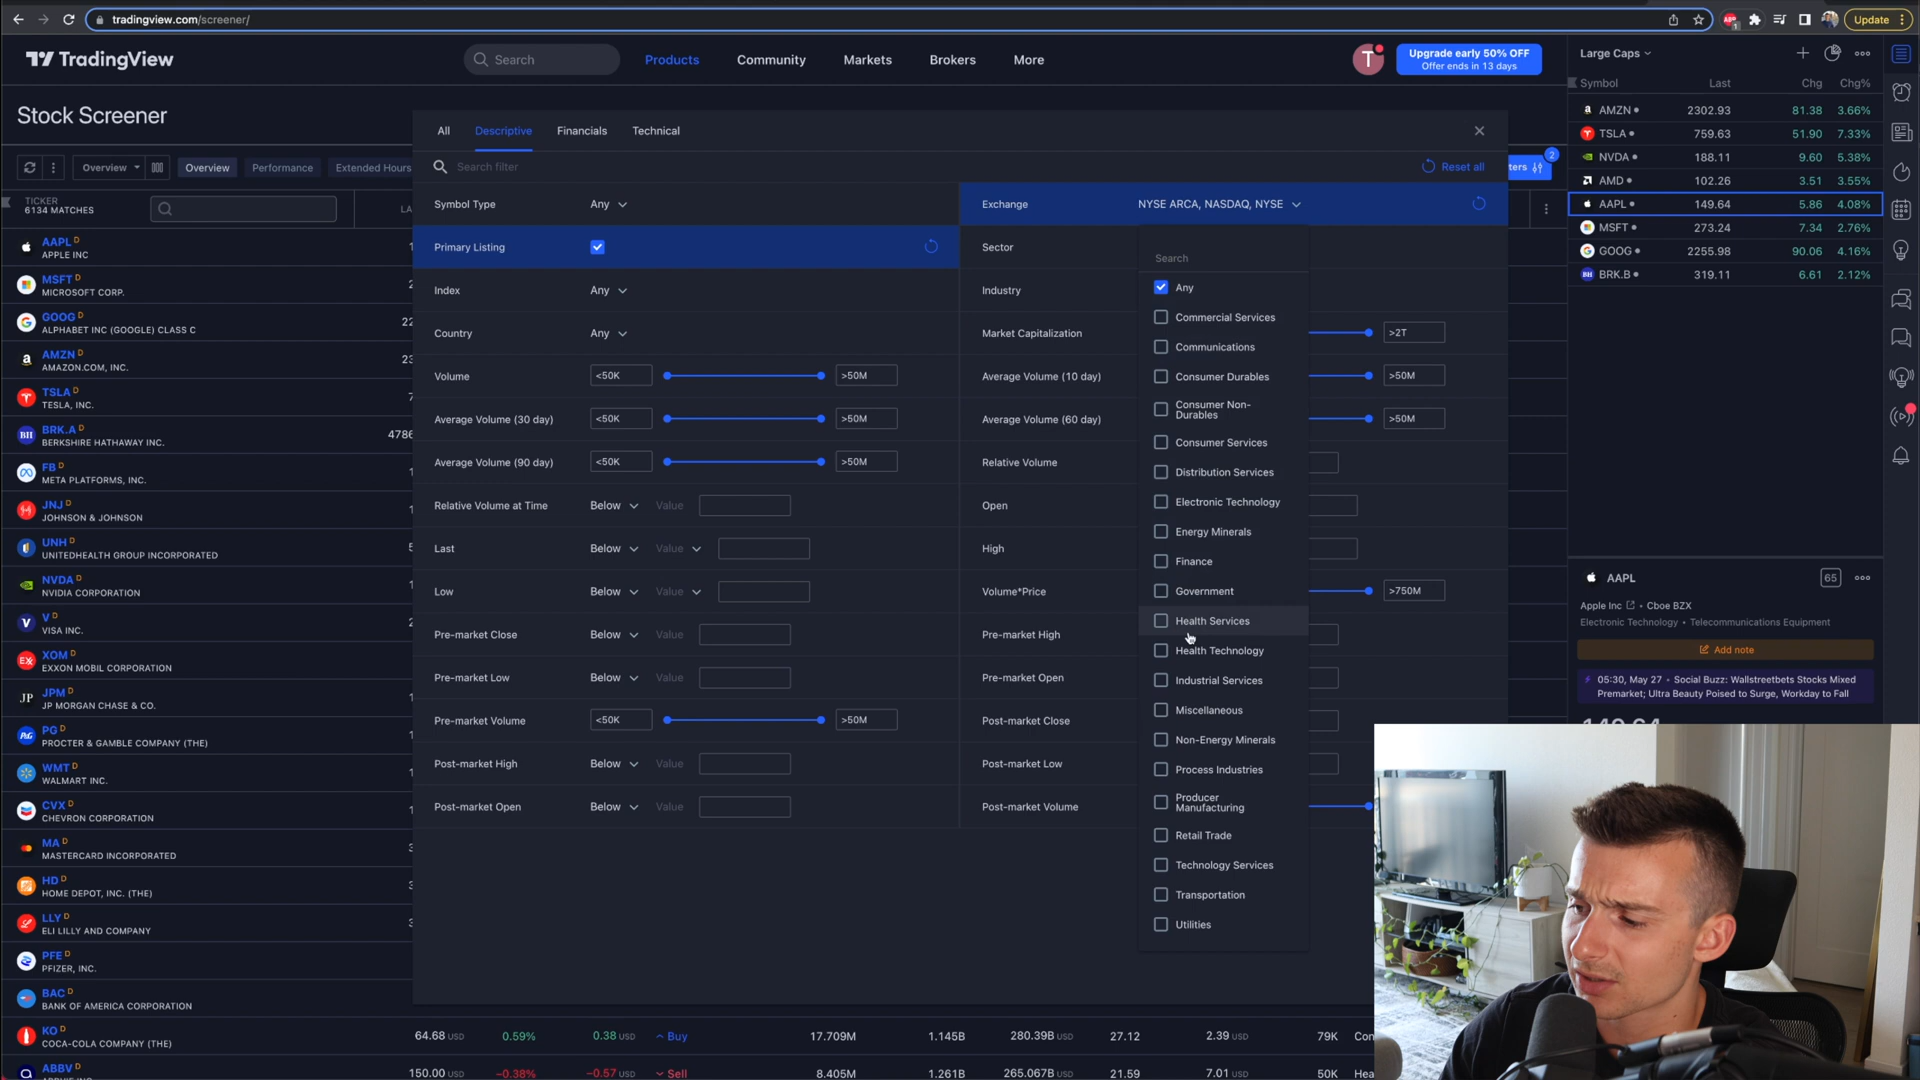 tradingview.com/screener/
Update
TradingView
Search
Products
Community
Markets
Brokers
More
T
Upgrade early 50% OFF
Offer ends in 13 days
Large Caps
Stock Screener
All
Descriptive
Financials
Technical
Symbol
Last
Chg
Chg%
AMZN 2302.93 81.38 3.66%
TSLA 759.63 51.90 7.33%
NVDA 188.11 9.60 5.38%
AMD 102.26 3.51 3.55%
AAPL 149.64 5.86 4.08%
MSFT 273.24 7.34 2.76%
GOOG 2255.98 90.06 4.16%
BRK.B 319.11 6.61 2.12%
Overview
Overview
Performance
Extended Hours
Search filter
Reset all
ters
2
TICKER
6134 MATCHES
LA
AAPL D
APPLE INC
MSFT D
MICROSOFT CORP.
GOOG D
ALPHABET INC (GOOGLE) CLASS C
22
AMZN D
AMAZON.COM, INC.
23
TSLA D
TESLA, INC.
BRK.A D
BERKSHIRE HATHAWAY INC.
4786
FB D
META PLATFORMS, INC.
JNJ D
JOHNSON & JOHNSON
UNH D
UNITEDHEALTH GROUP INCORPORATED
NVDA D
NVIDIA CORPORATION
V D
VISA INC.
XOM D
EXXON MOBIL CORPORATION
JPM D
JP MORGAN CHASE & CO.
PG D
PROCTER & GAMBLE COMPANY (THE)
WMT D
WALMART INC.
CVX D
CHEVRON CORPORATION
MA D
MASTERCARD INCORPORATED
HD D
HOME DEPOT, INC. (THE)
LLY D
ELI LILLY AND COMPANY
PFE D
PFIZER, INC.
BAC D
BANK OF AMERICA CORPORATION
KO D
COCA-COLA COMPANY (THE)
64.68 USD 0.59% 0.38 USD Buy 17.709M 1.145B 280.39B USD 27.12 2.39 USD 79K Con
ABBV D
150.00 USD -0.38% -0.57 USD Sell 8.405M 1.261B 265.067B USD 21.59 7.01 USD 50K Hea
Symbol Type Any
Exchange NYSE ARCA, NASDAQ, NYSE
Primary Listing
Sector
Index Any
Industry
Country Any
Market Capitalization >2T
Volume <50K >50M
Average Volume (10 day) >50M
Average Volume (30 day) <50K >50M
Average Volume (60 day) >50M
Average Volume (90 day) <50K >50M
Relative Volume
Relative Volume at Time Below Value
Open
Last Below Value
High
Low Below Value
Volume*Price >750M
Pre-market Close Below Value
Pre-market High
Pre-market Low Below Value
Pre-market Open
Pre-market Volume <50K >50M
Post-market Close
Post-market High Below Value
Post-market Low
Post-market Open Below Value
Post-market Volume
Search
Any
Commercial Services
Communications
Consumer Durables
Consumer Non-
Durables
Consumer Services
Distribution Services
Electronic Technology
Energy Minerals
Finance
Government
Health Services
Health Technology
Industrial Services
Miscellaneous
Non-Energy Minerals
Process Industries
Producer
Manufacturing
Retail Trade
Technology Services
Transportation
Utilities
AAPL
65
Apple Inc • Cboe BZX
Electronic Technology • Telecommunications Equipment
Add note
05:30, May 27 • Social Buzz: Wallstreetbets Stocks Mixed
Premarket; Ultra Beauty Poised to Surge, Workday to Fall